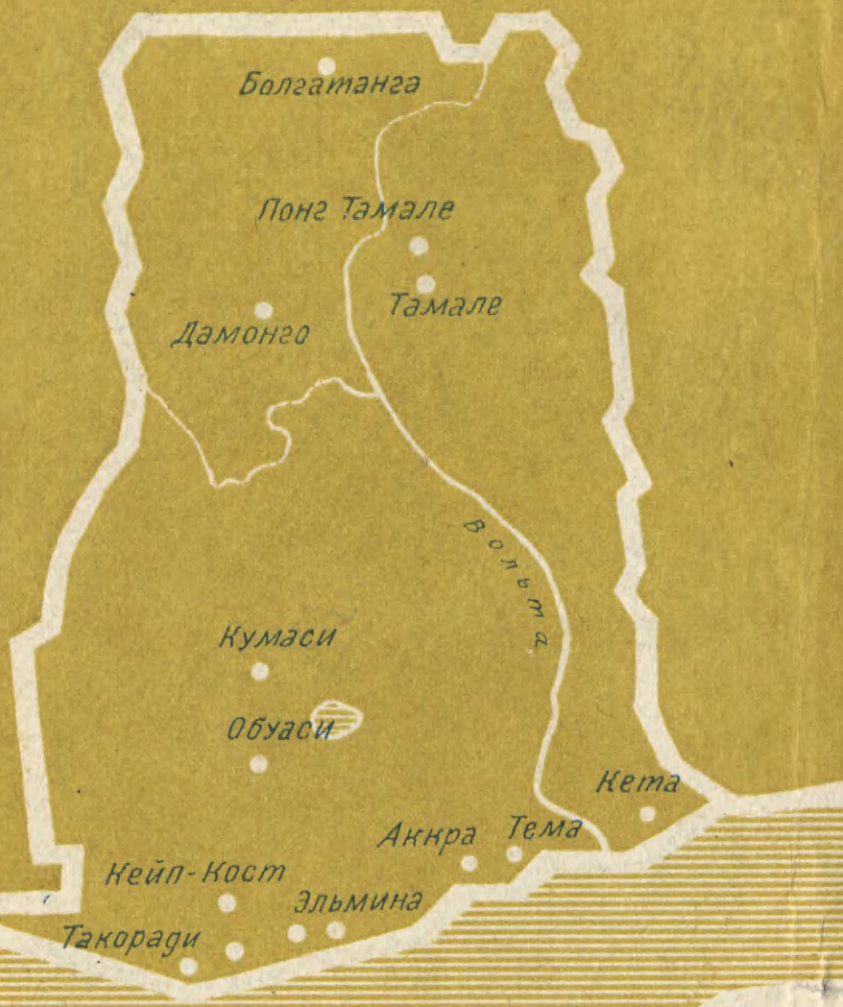 Болгатанга
Понг Тамале
Тамале
Дамонго
Вольта
Кумаси
Обуаси
Кета
Аккра
Тема
Кейп-Кост
Эльмина
Такоради